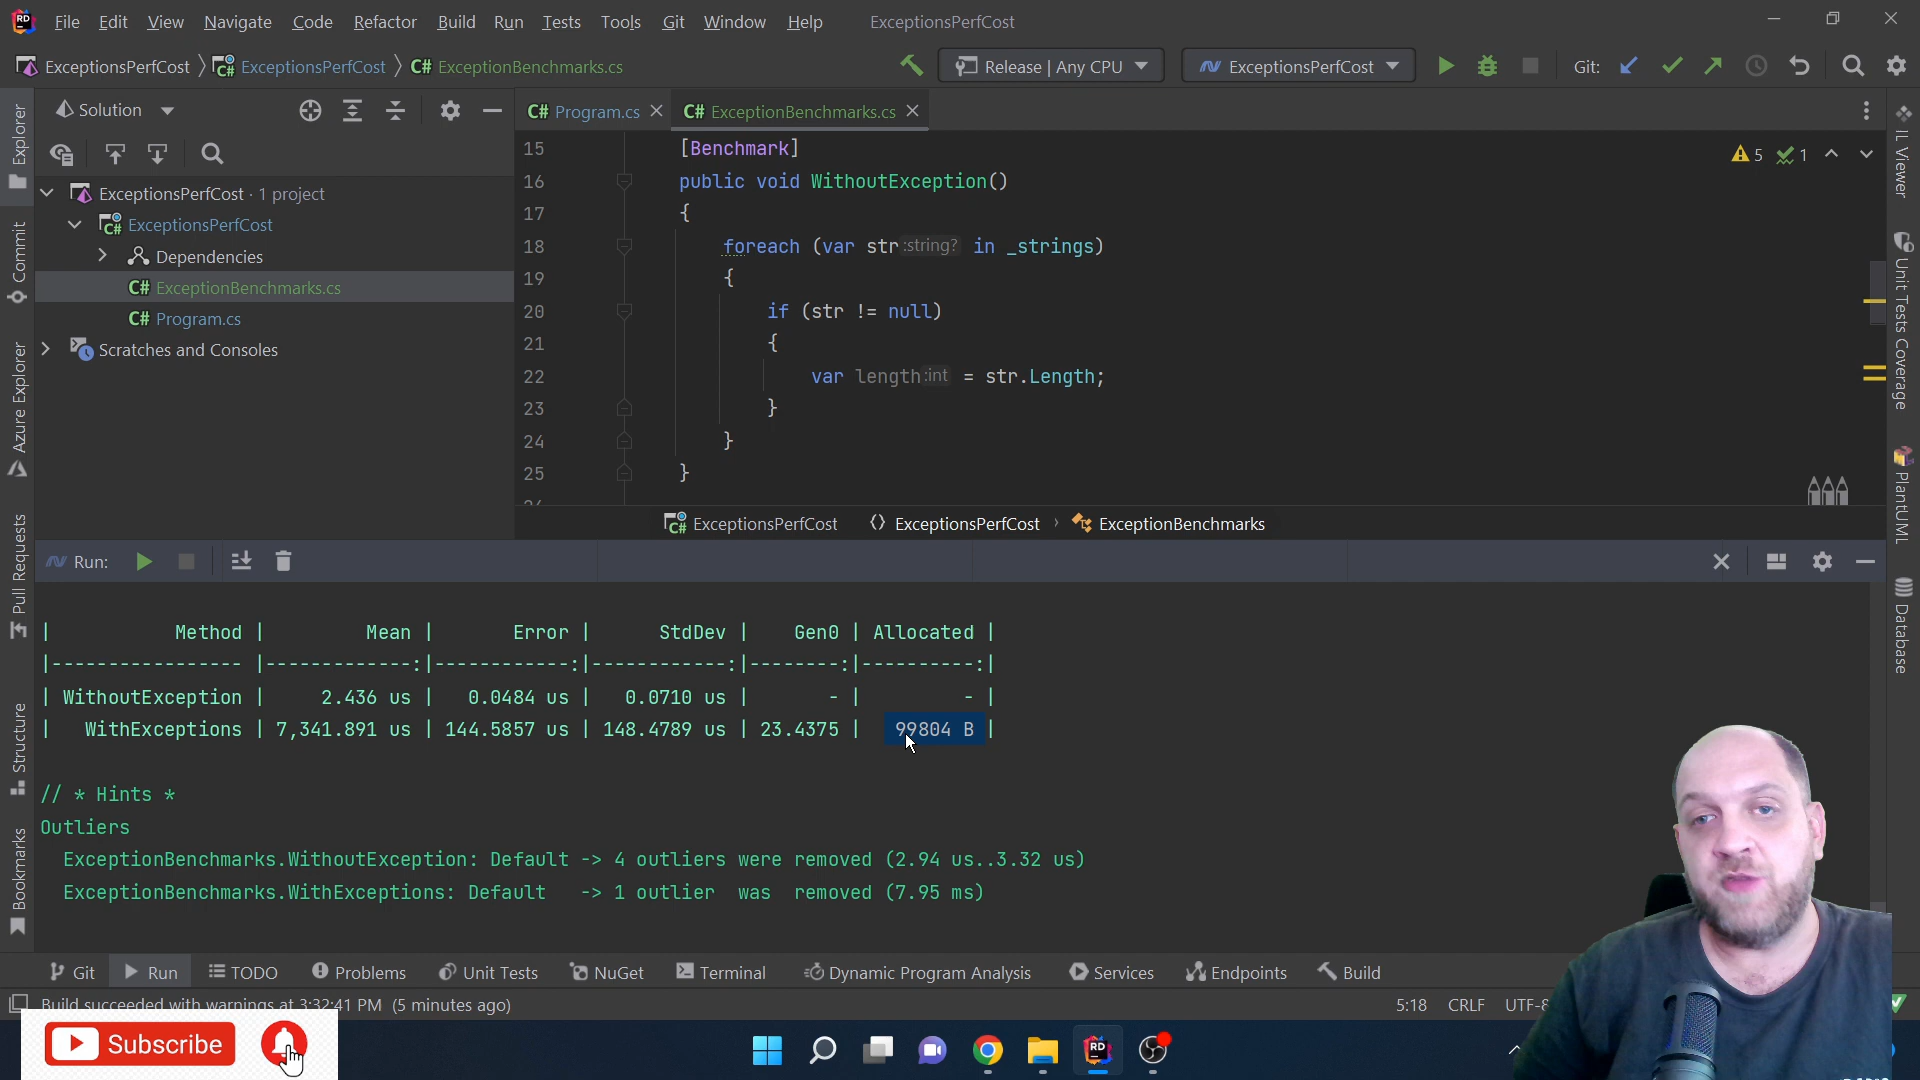 File Edit View Navigate Code Refactor Build Run Tests Tools Git Window Help ExceptionsPerfCost
ExceptionsPerfCost ExceptionsPerfCost C# ExceptionBenchmarks.cs Release | Any CPU ExceptionsPerfCost Git:
Solution
C# Program.cs C# ExceptionBenchmarks.cs
ExceptionsPerfCost · 1 project
ExceptionsPerfCost
Dependencies
C# ExceptionBenchmarks.cs
C# Program.cs
Scratches and Consoles
Explorer
Commit
Azure Explorer
Pull Requests
Structure
Bookmarks
15 [Benchmark]
16 public void WithoutException()
17 {
18 foreach (var str :string? in _strings)
19 {
20 if (str != null)
21 {
22 var length :int = str.Length;
23 }
24 }
25 }
5 1
IL Viewer
Unit Tests Coverage
PlantUML
Database
ExceptionsPerfCost ExceptionsPerfCost › ExceptionBenchmarks
Run:
| Method | Mean | Error | StdDev | Gen0 | Allocated |
|----------------- |-------------:|------------:|------------:|--------:|----------:|
| WithoutException | 2.436 us | 0.0484 us | 0.0710 us | - | - |
| WithExceptions | 7,341.891 us | 144.5857 us | 148.4789 us | 23.4375 | 99804 B |
// * Hints *
Outliers
ExceptionBenchmarks.WithoutException: Default -> 4 outliers were removed (2.94 us..3.32 us)
ExceptionBenchmarks.WithExceptions: Default -> 1 outlier was removed (7.95 ms)
Git Run TODO Problems Unit Tests NuGet Terminal Dynamic Program Analysis Services Endpoints Build
Build succeeded with warnings at 3:32:41 PM (5 minutes ago) 5:18 CRLF UTF-8
Subscribe